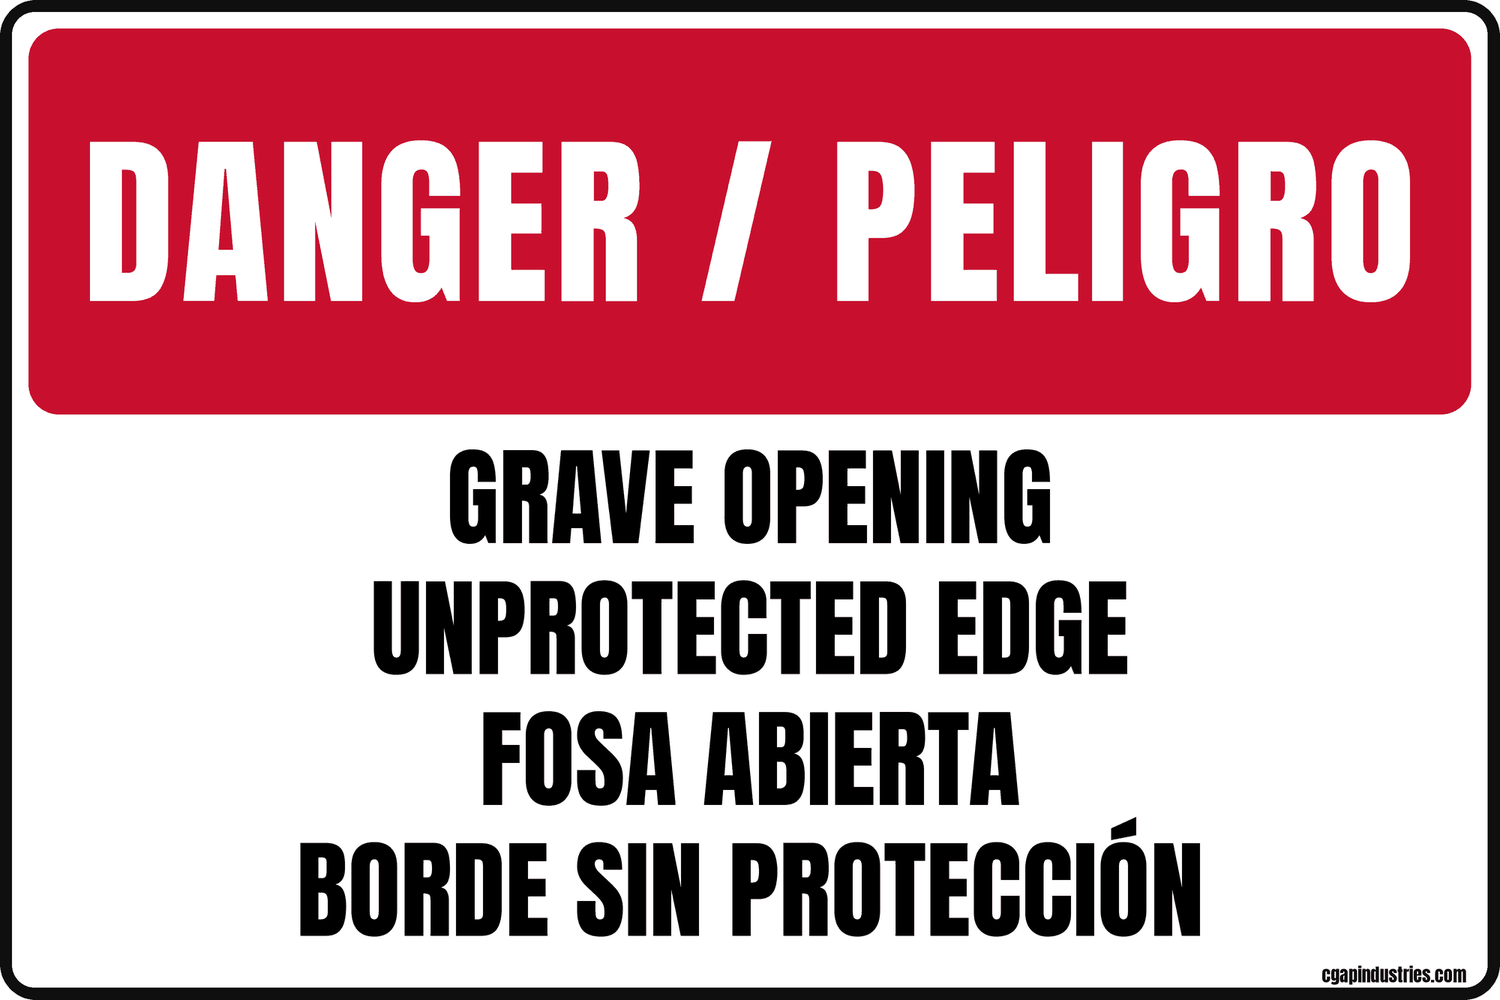 DANGER / PELIGRO
GRAVE OPENING
UNPROTECTED EDGE
FOSA ABIERTA
BORDE SIN PROTECCIÓN
cgapindustries.com